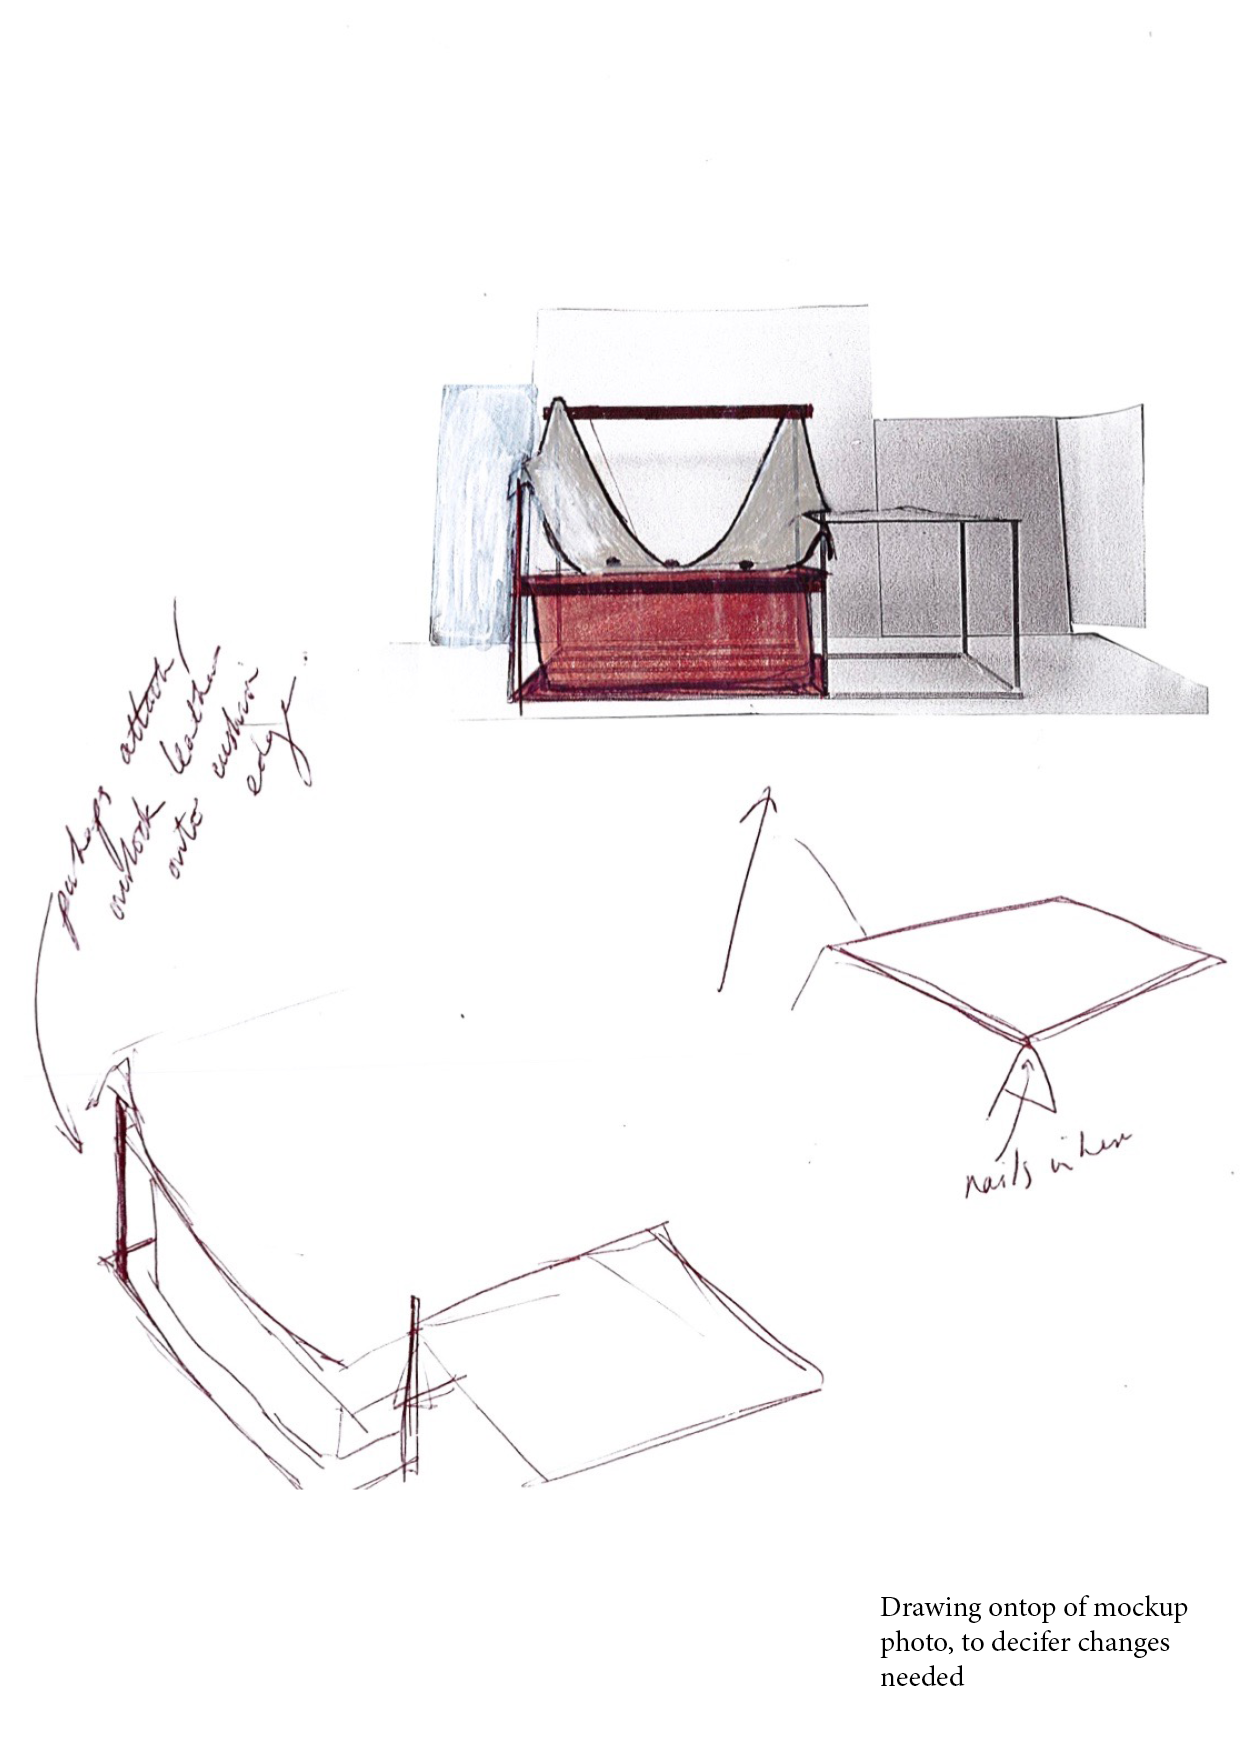 perhaps attach /
overlock leather
onto cushion
edge
nails in here
Drawing ontop of mockup
photo, to decifer changes
needed